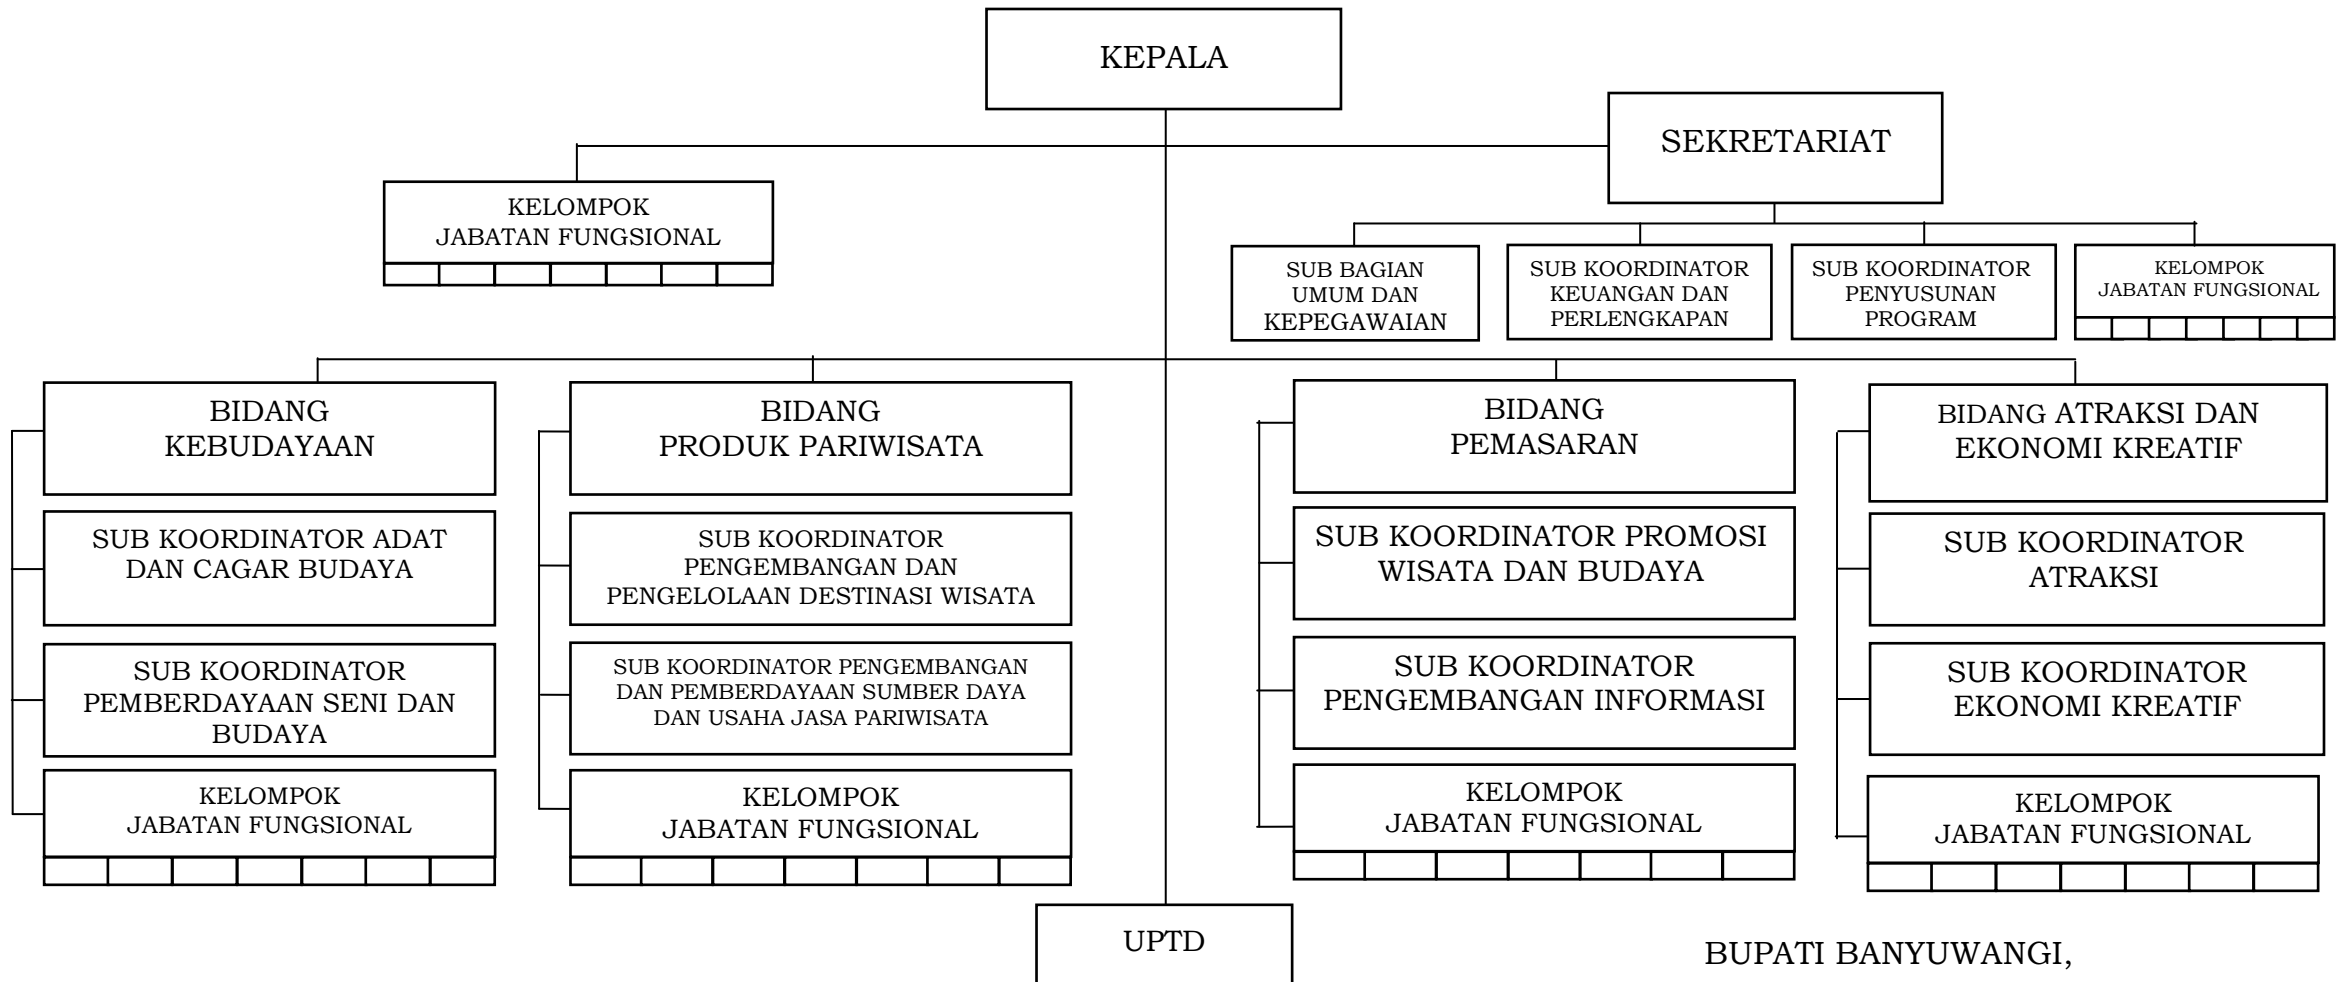 KEPALA
SEKRETARIAT
KELOMPOK
JABATAN FUNGSIONAL
SUB BAGIAN
UMUM DAN
KEPEGAWAIAN
SUB KOORDINATOR
KEUANGAN DAN
PERLENGKAPAN
SUB KOORDINATOR
PENYUSUNAN
PROGRAM
KELOMPOK
JABATAN FUNGSIONAL
BIDANG
KEBUDAYAAN
SUB KOORDINATOR ADAT
DAN CAGAR BUDAYA
SUB KOORDINATOR
PEMBERDAYAAN SENI DAN
BUDAYA
KELOMPOK
JABATAN FUNGSIONAL
BIDANG
PRODUK PARIWISATA
SUB KOORDINATOR
PENGEMBANGAN DAN
PENGELOLAAN DESTINASI WISATA
SUB KOORDINATOR PENGEMBANGAN
DAN PEMBERDAYAAN SUMBER DAYA
DAN USAHA JASA PARIWISATA
KELOMPOK
JABATAN FUNGSIONAL
BIDANG
PEMASARAN
SUB KOORDINATOR PROMOSI
WISATA DAN BUDAYA
SUB KOORDINATOR
PENGEMBANGAN INFORMASI
KELOMPOK
JABATAN FUNGSIONAL
BIDANG ATRAKSI DAN
EKONOMI KREATIF
SUB KOORDINATOR
ATRAKSI
SUB KOORDINATOR
EKONOMI KREATIF
KELOMPOK
JABATAN FUNGSIONAL
UPTD
BUPATI BANYUWANGI,